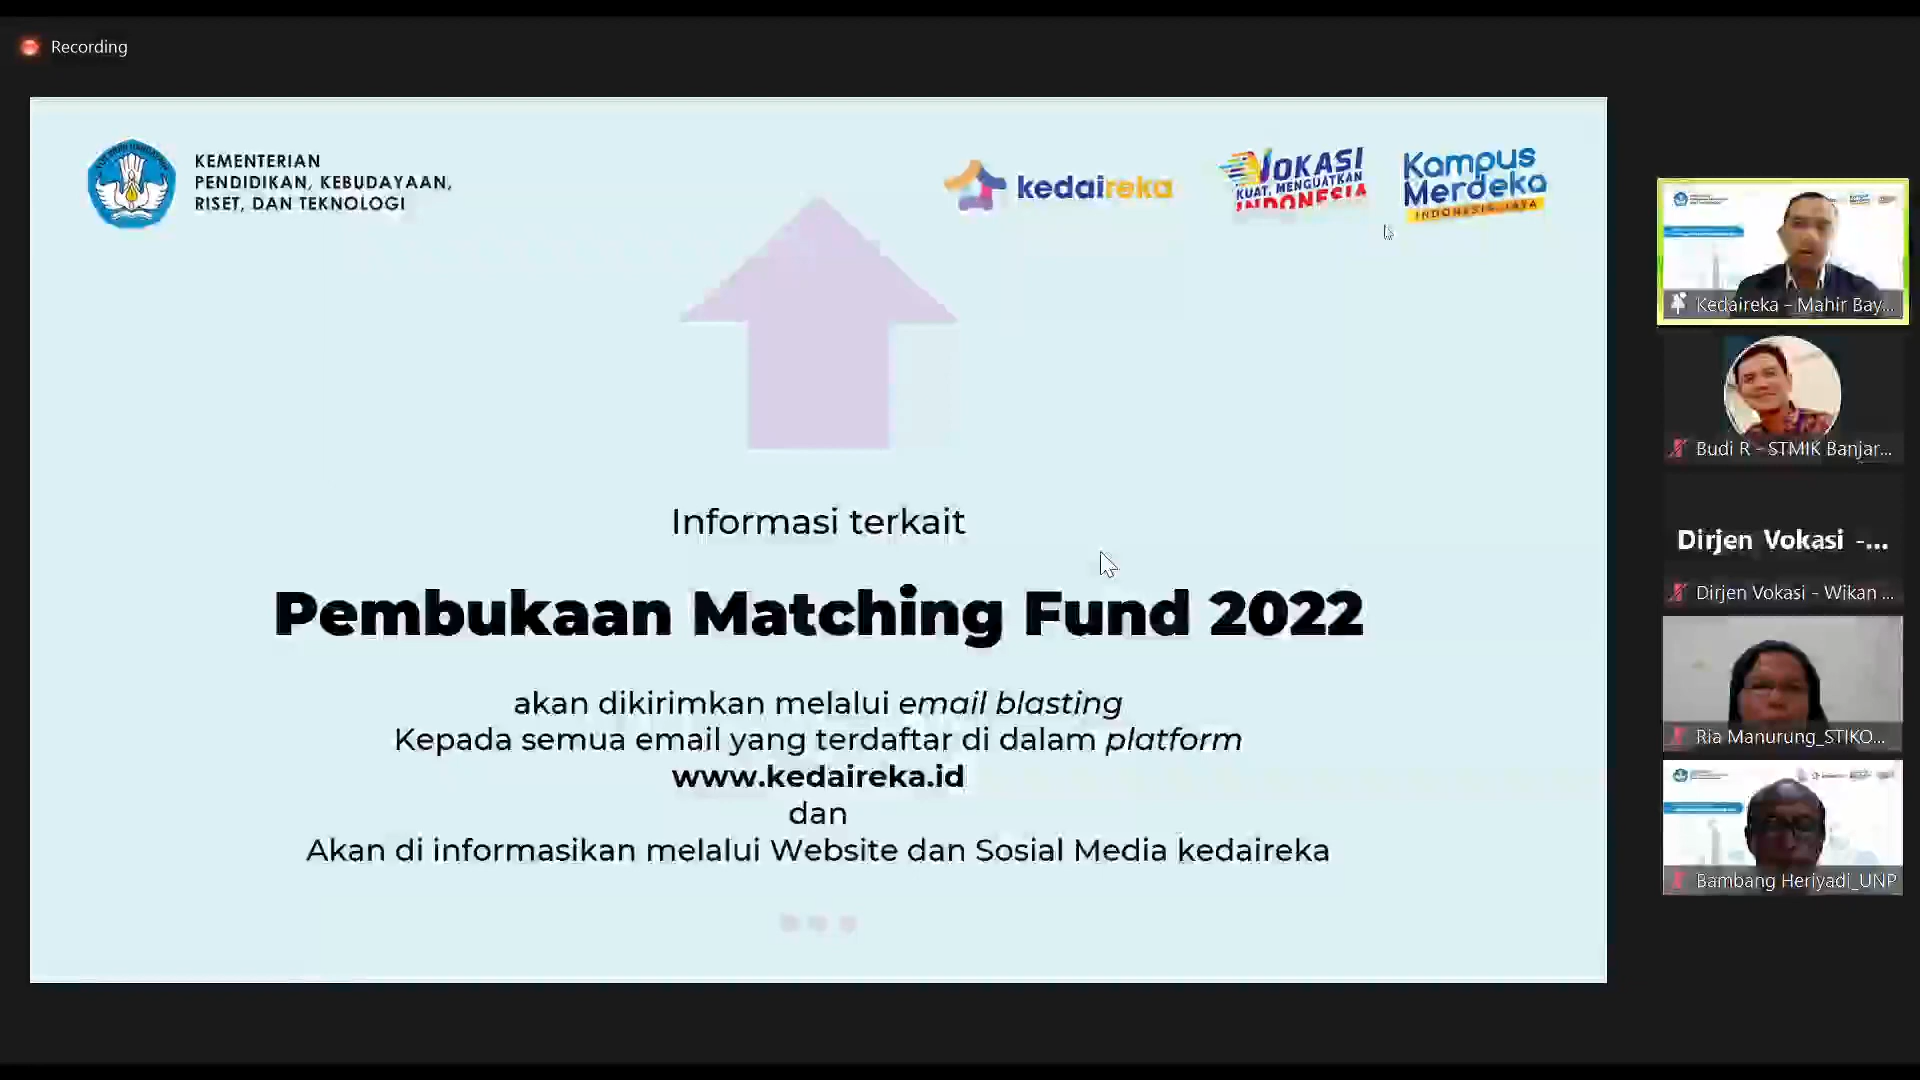 Recording
KEMENTERIAN
PENDIDIKAN, KEBUDAYAAN,
RISET, DAN TEKNOLOGI
kedaireka
VOKASI
KUAT, MENGUATKAN
INDONESIA
Kampus
Merdeka
INDONESIA JAYA
Informasi terkait
Pembukaan Matching Fund 2022
akan dikirimkan melalui email blasting
Kepada semua email yang terdaftar di dalam platform
www.kedaireka.id
dan
Akan di informasikan melalui Website dan Sosial Media kedaireka
Kedaireka - Mahir Bay...
Budi R - STMIK Banjar...
Dirjen Vokasi -...
Dirjen Vokasi - Wikan ...
Ria Manurung_STIKO...
Bambang Heriyadi_UNP